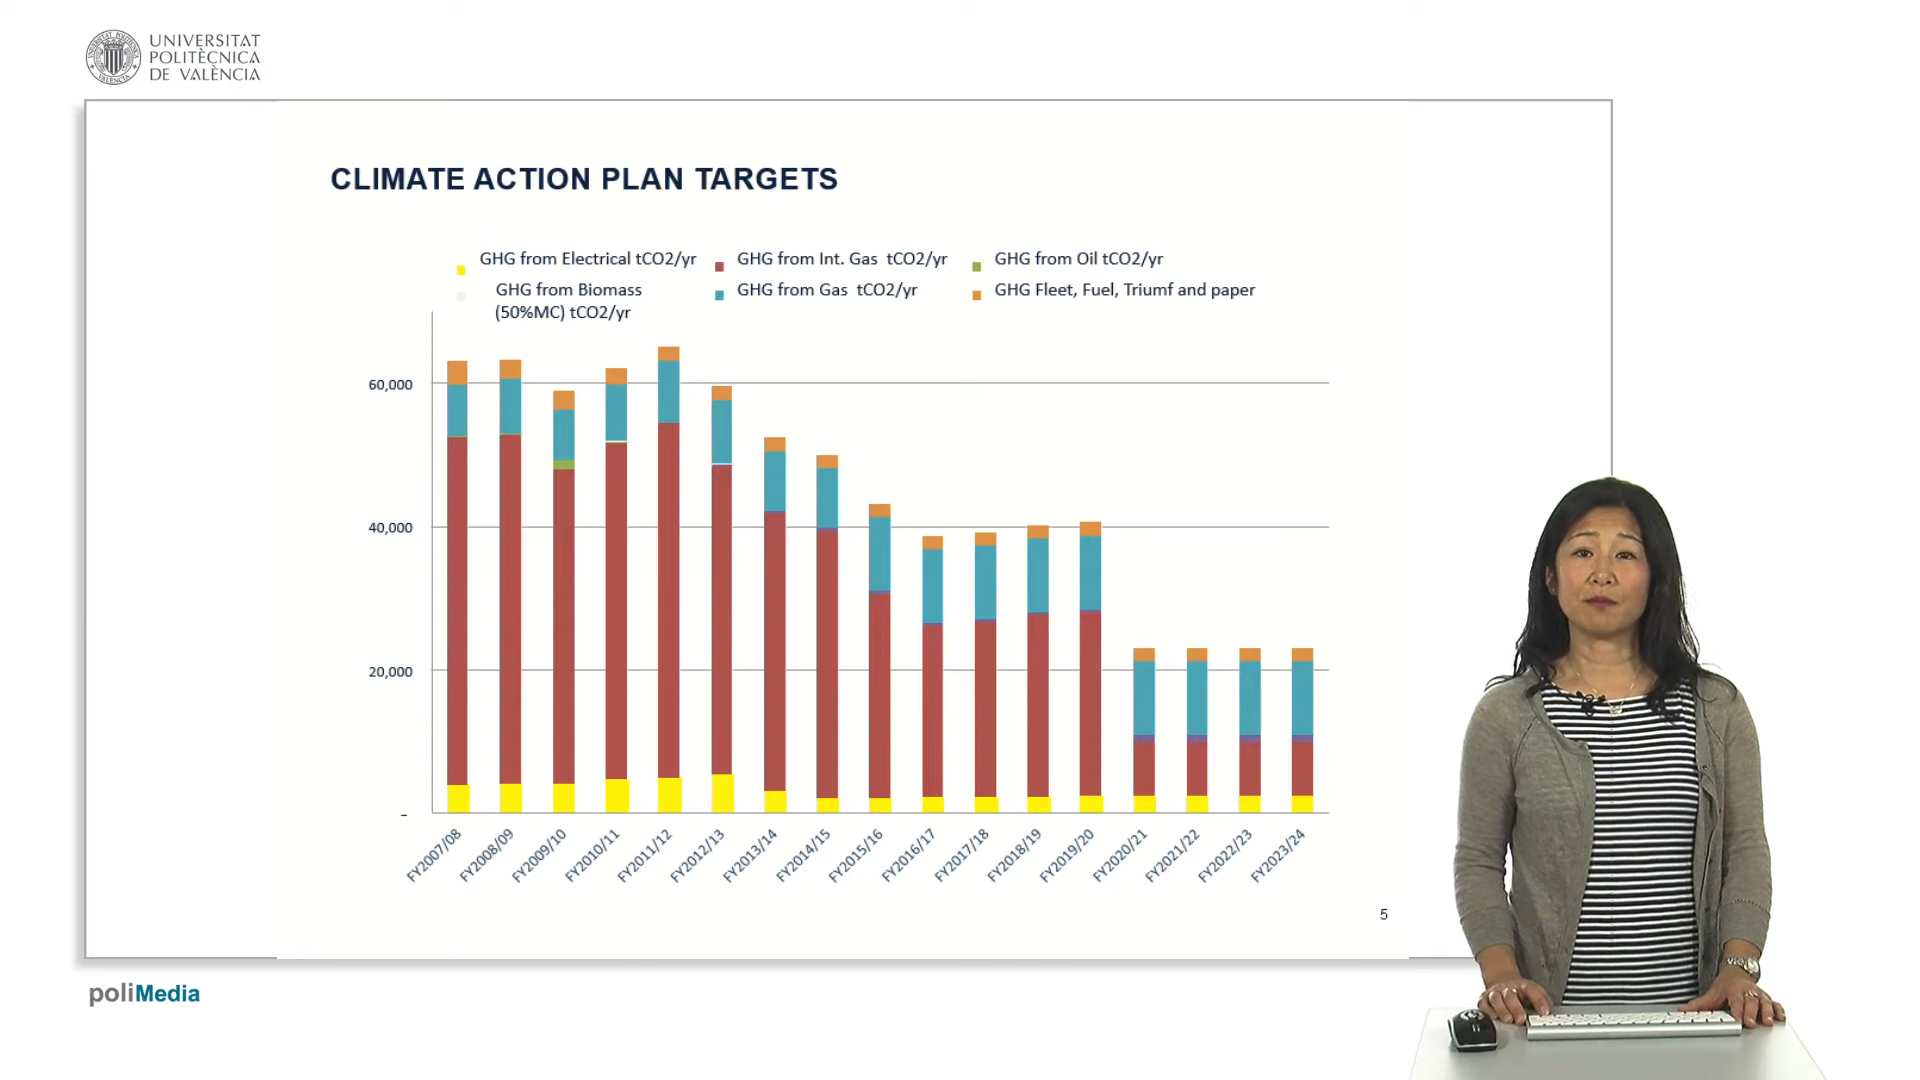 UNIVERSITAT
POLITÈCNICA
DE VALÈNCIA
CLIMATE ACTION PLAN TARGETS
GHG from Electrical tCO2/yr
GHG from Int. Gas tCO2/yr
GHG from Oil tCO2/yr
GHG from Biomass
(50%MC) tCO2/yr
GHG from Gas tCO2/yr
GHG Fleet, Fuel, Triumf and paper
60,000
40,000
20,000
-
FY2007/08
FY2008/09
FY2009/10
FY2010/11
FY2011/12
FY2012/13
FY2013/14
FY2014/15
FY2015/16
FY2016/17
FY2017/18
FY2018/19
FY2019/20
FY2020/21
FY2021/22
FY2022/23
FY2023/24
5
poliMedia